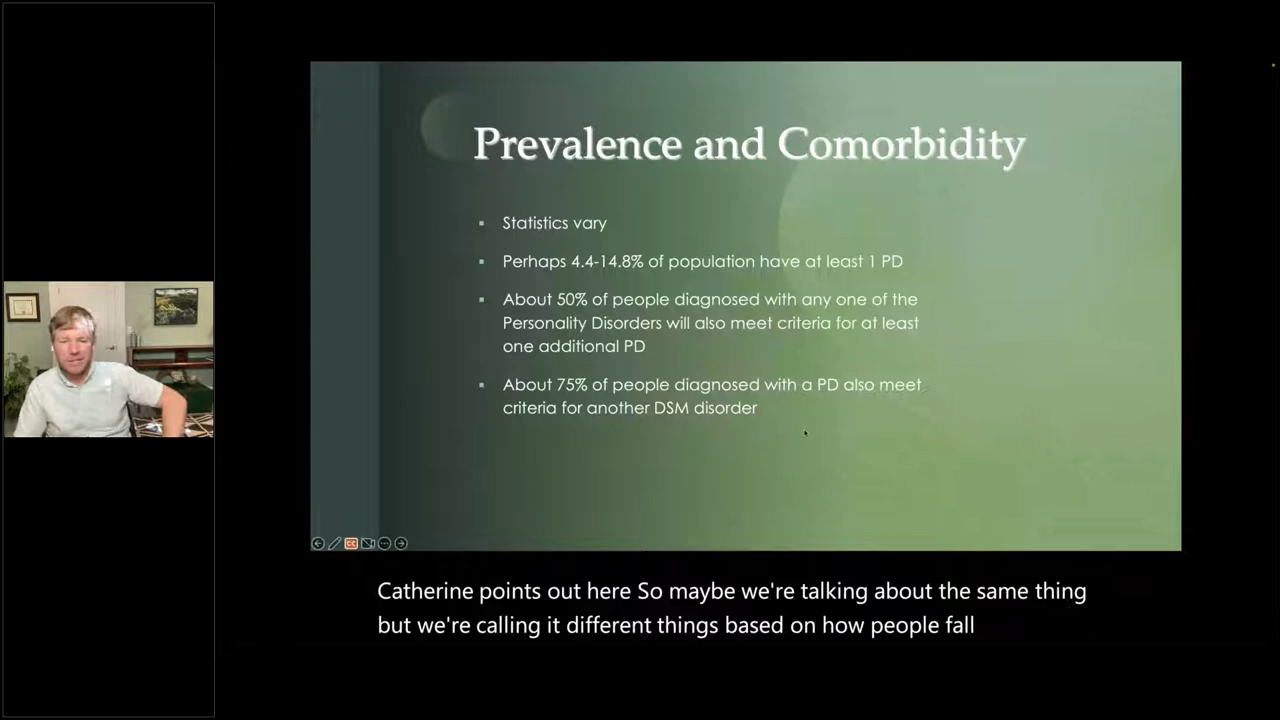 Prevalence and Comorbidity
Statistics vary
Perhaps 4.4-14.8% of population have at least 1 PD
About 50% of people diagnosed with any one of the
Personality Disorders will also meet criteria for at least
one additional PD
About 75% of people diagnosed with a PD also meet
criteria for another DSM disorder
CC
Catherine points out here So maybe we're talking about the same thing
but we're calling it different things based on how people fall